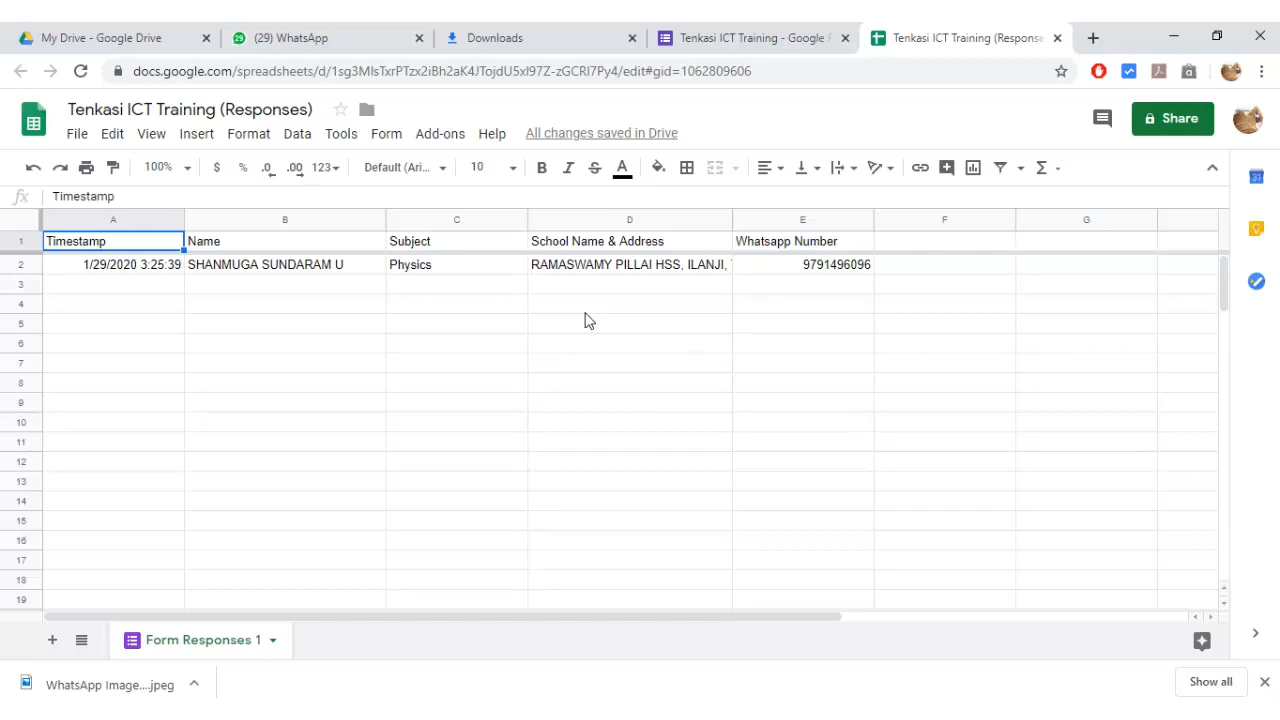 My Drive - Google Drive
(29) WhatsApp
Downloads
Tenkasi ICT Training - Google F
Tenkasi ICT Training (Response
docs.google.com/spreadsheets/d/1sg3MlsTxrPTzx2iBh2aK4JTojdU5xI97Z-zGCRI7Py4/edit#gid=1062809606
Tenkasi ICT Training (Responses)
File Edit View Insert Format Data Tools Form Add-ons Help All changes saved in Drive
Share
100% $ % .0 .00 123 Default (Ari... 10 B I S A Σ
fx Timestamp
A B C D E F G
1 Timestamp Name Subject School Name & Address Whatsapp Number
2 1/29/2020 3:25:39 SHANMUGA SUNDARAM U Physics RAMASWAMY PILLAI HSS, ILANJI, 9791496096
3
4
5
6
7
8
9
10
11
12
13
14
15
16
17
18
19
Form Responses 1
WhatsApp Image....jpeg
Show all